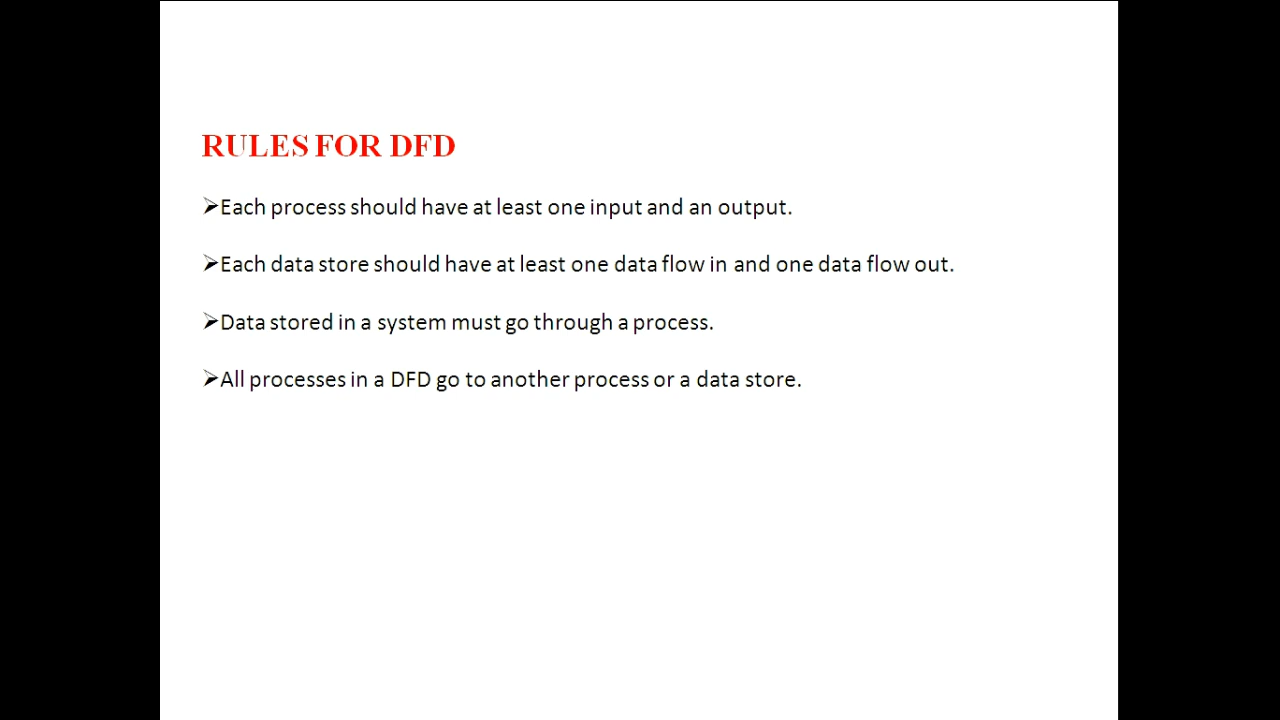 RULES FOR DFD
➢Each process should have at least one input and an output.
➢Each data store should have at least one data flow in and one data flow out.
➢Data stored in a system must go through a process.
➢All processes in a DFD go to another process or a data store.